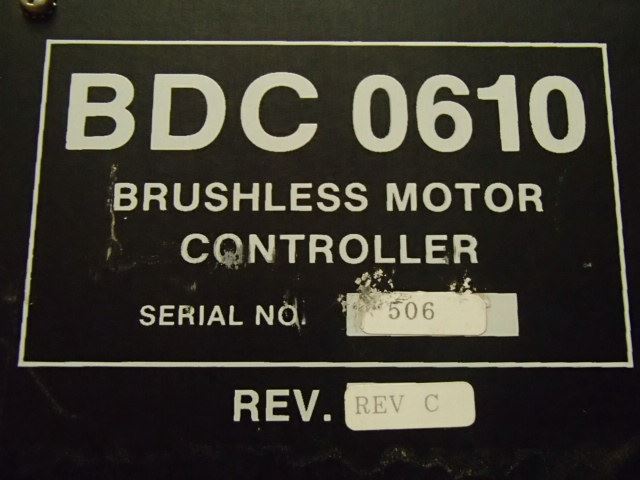 BDC 0610
BRUSHLESS MOTOR
CONTROLLER
SERIAL NO. 506
REV. REV C